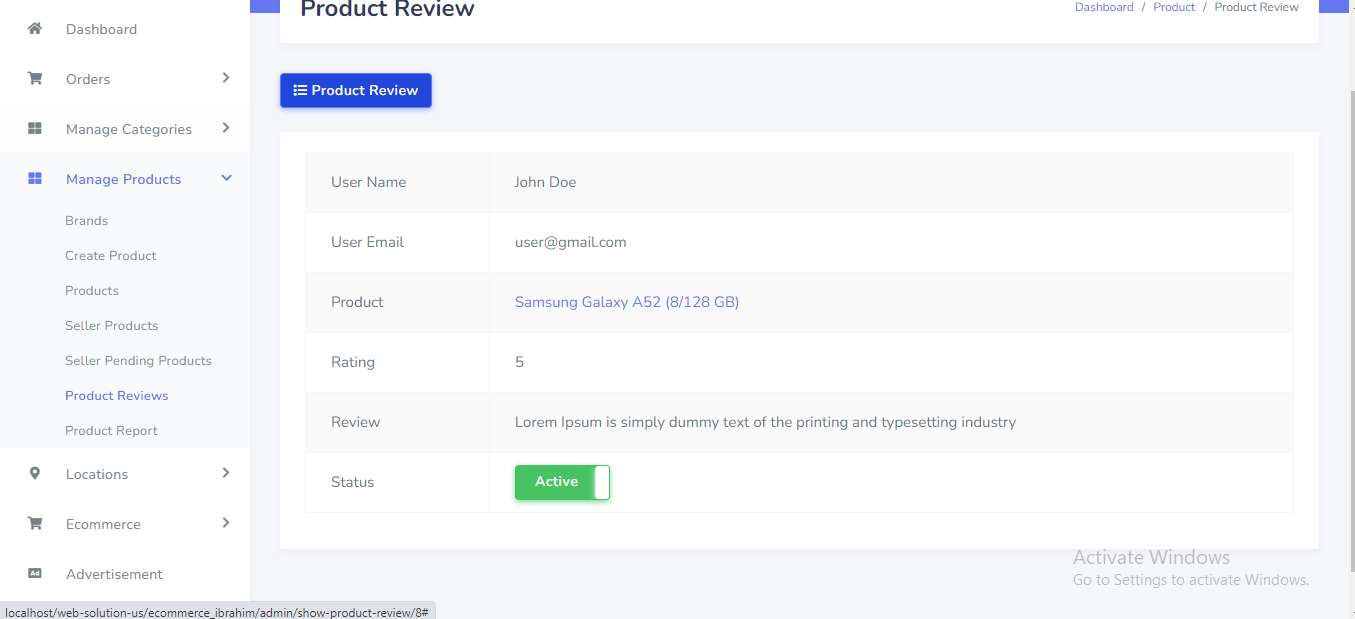 Product Review
Dashboard / Product / Product Review
Dashboard
Orders
Manage Categories
Manage Products
Brands
Create Product
Products
Seller Products
Seller Pending Products
Product Reviews
Product Report
Locations
Ecommerce
Ad Advertisement
Product Review
User Name John Doe
User Email user@gmail.com
Product Samsung Galaxy A52 (8/128 GB)
Rating 5
Review Lorem Ipsum is simply dummy text of the printing and typesetting industry
Status Active
Activate Windows
Go to Settings to activate Windows.
localhost/web-solution-us/ecommerce_ibrahim/admin/show-product-review/8#